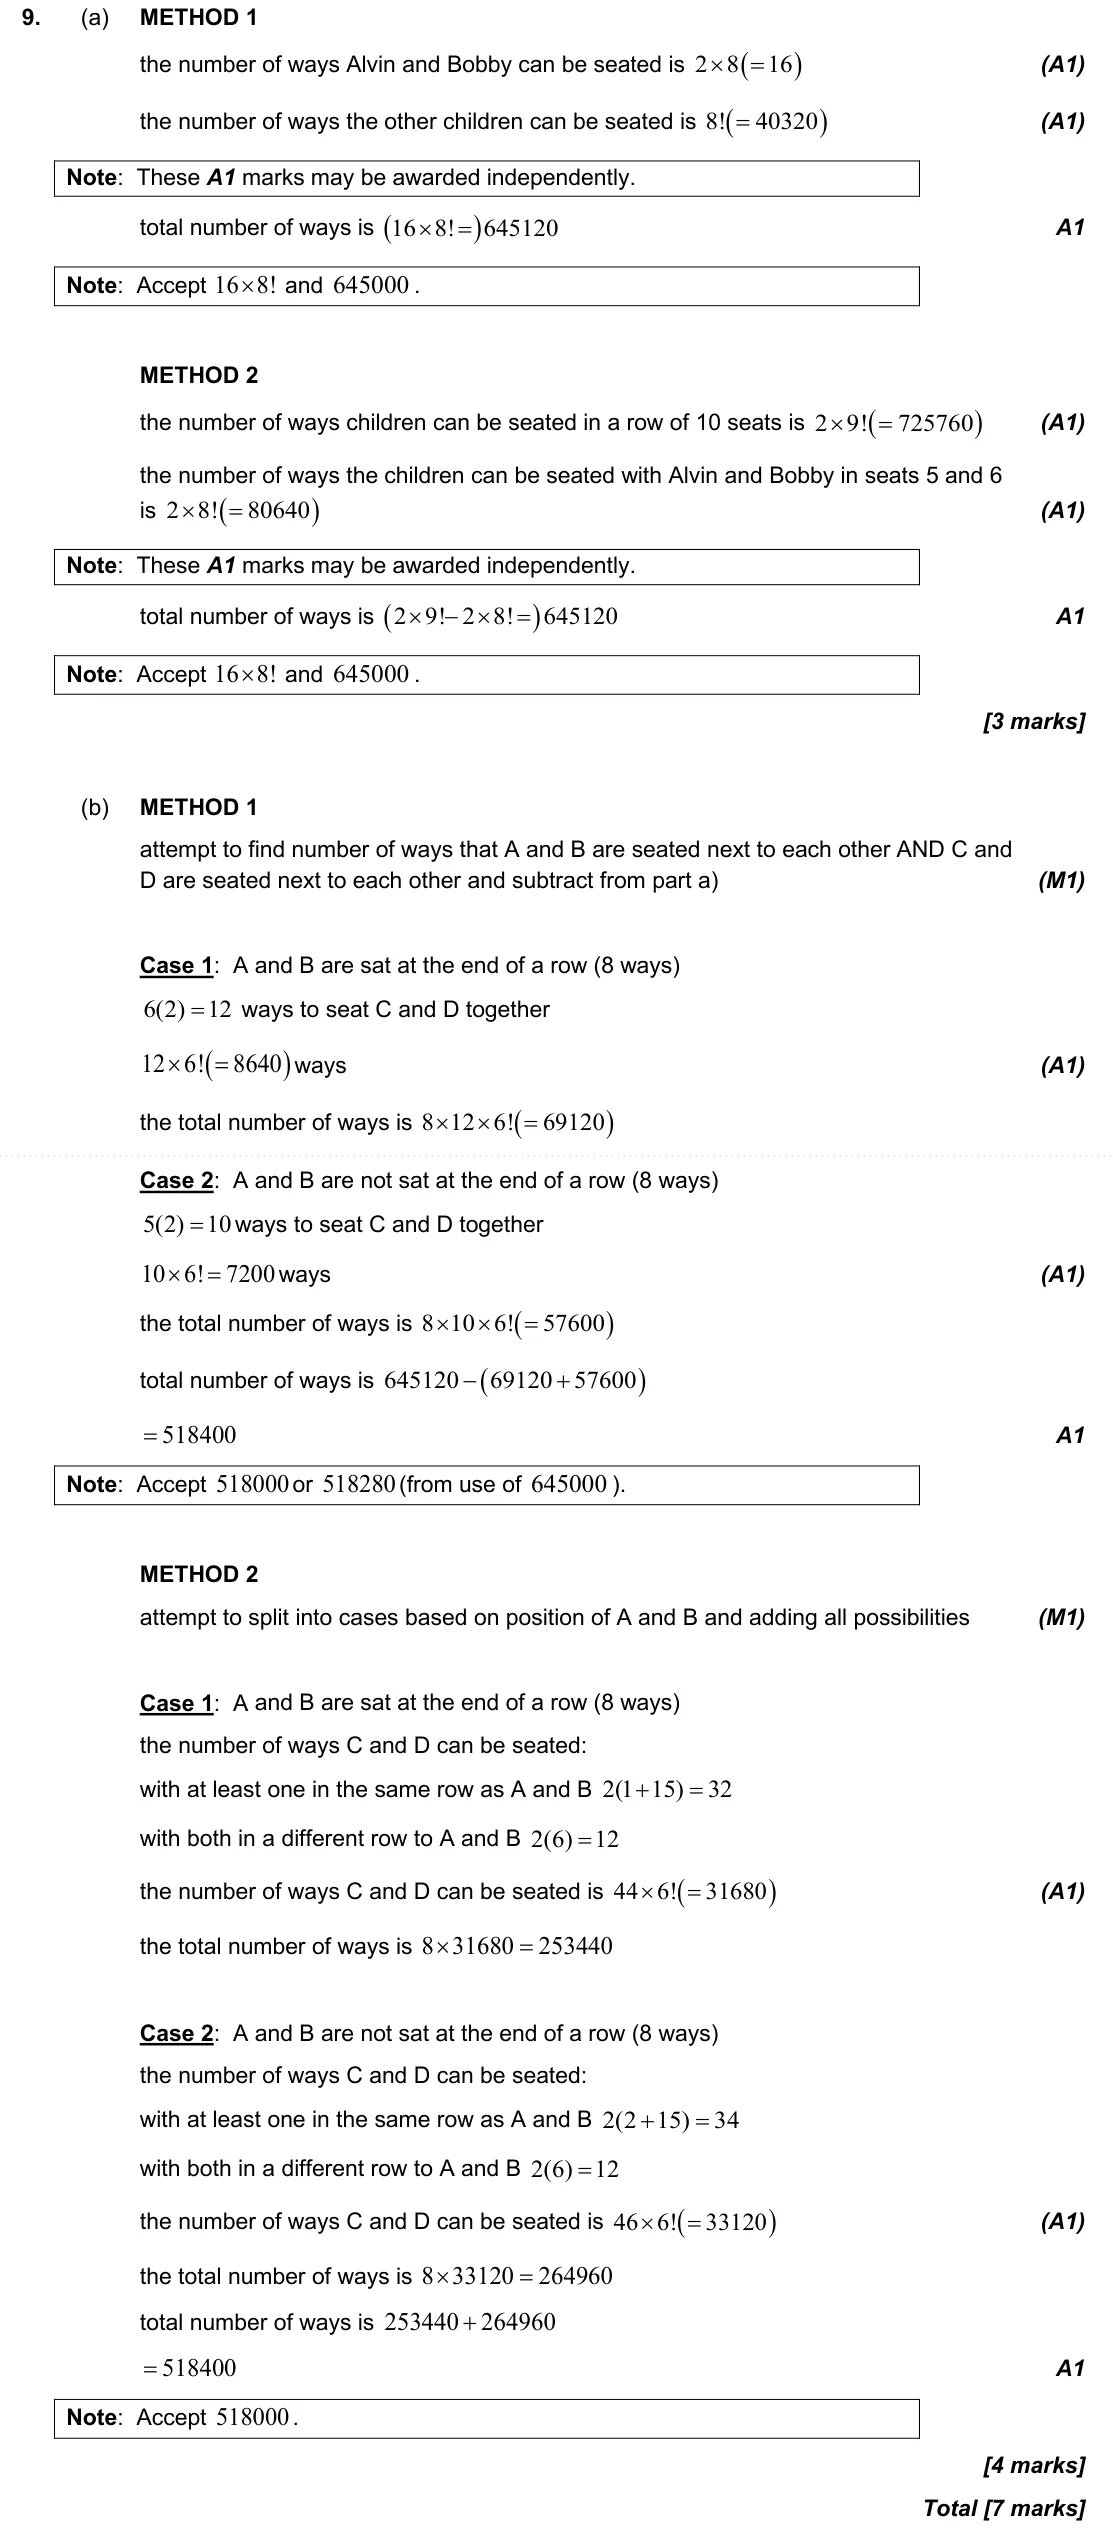 9. (a) METHOD 1
the number of ways Alvin and Bobby can be seated is 2×8(=16) (A1)
the number of ways the other children can be seated is 8!(=40320) (A1)
Note: These A1 marks may be awarded independently.
total number of ways is (16×8!=)645120 A1
Note: Accept 16×8! and 645000.
METHOD 2
the number of ways children can be seated in a row of 10 seats is 2×9!(=725760) (A1)
the number of ways the children can be seated with Alvin and Bobby in seats 5 and 6
is 2×8!(=80640) (A1)
Note: These A1 marks may be awarded independently.
total number of ways is (2×9!−2×8!=)645120 A1
Note: Accept 16×8! and 645000.
[3 marks]
(b) METHOD 1
attempt to find number of ways that A and B are seated next to each other AND C and
D are seated next to each other and subtract from part a) (M1)
Case 1: A and B are sat at the end of a row (8 ways)
6(2)=12 ways to seat C and D together
12×6!(=8640) ways (A1)
the total number of ways is 8×12×6!(=69120)
Case 2: A and B are not sat at the end of a row (8 ways)
5(2)=10 ways to seat C and D together
10×6!=7200 ways (A1)
the total number of ways is 8×10×6!(=57600)
total number of ways is 645120−(69120+57600)
=518400 A1
Note: Accept 518000 or 518280 (from use of 645000).
METHOD 2
attempt to split into cases based on position of A and B and adding all possibilities (M1)
Case 1: A and B are sat at the end of a row (8 ways)
the number of ways C and D can be seated:
with at least one in the same row as A and B 2(1+15)=32
with both in a different row to A and B 2(6)=12
the number of ways C and D can be seated is 44×6!(=31680) (A1)
the total number of ways is 8×31680=253440
Case 2: A and B are not sat at the end of a row (8 ways)
the number of ways C and D can be seated:
with at least one in the same row as A and B 2(2+15)=34
with both in a different row to A and B 2(6)=12
the number of ways C and D can be seated is 46×6!(=33120) (A1)
the total number of ways is 8×33120=264960
total number of ways is 253440+264960
=518400 A1
Note: Accept 518000.
[4 marks]
Total [7 marks]